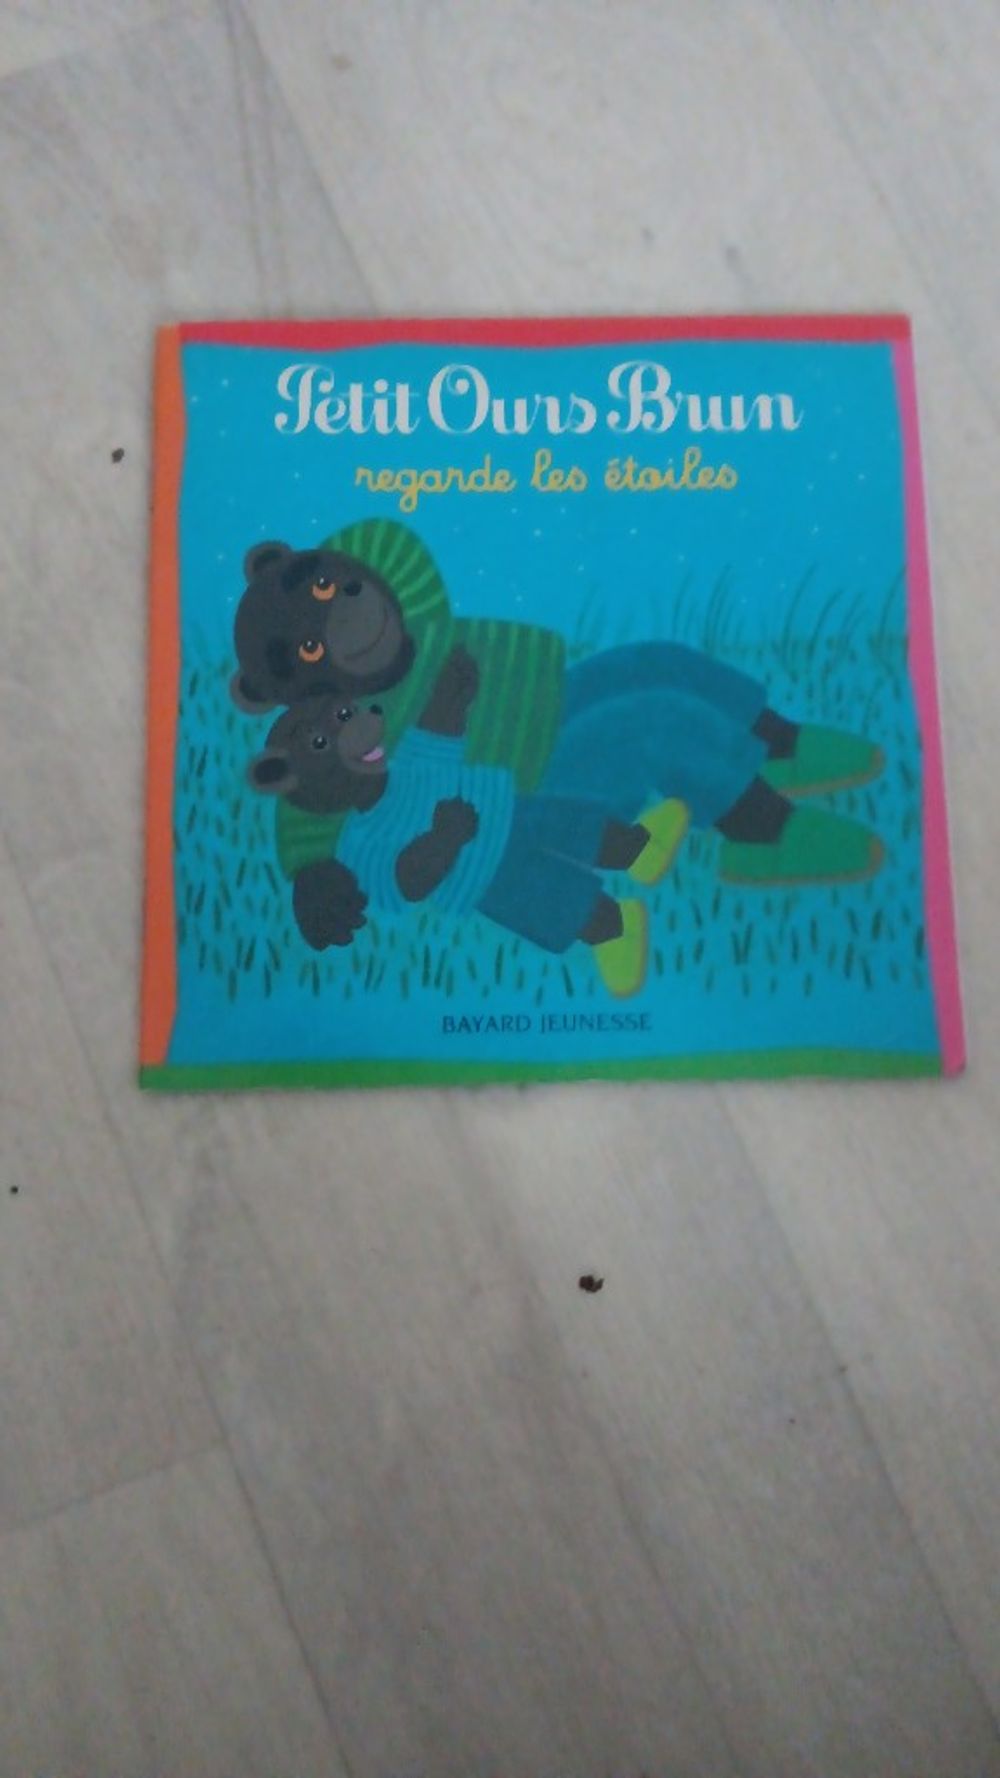 Petit Ours Brun
regarde les étoiles
BAYARD JEUNESSE